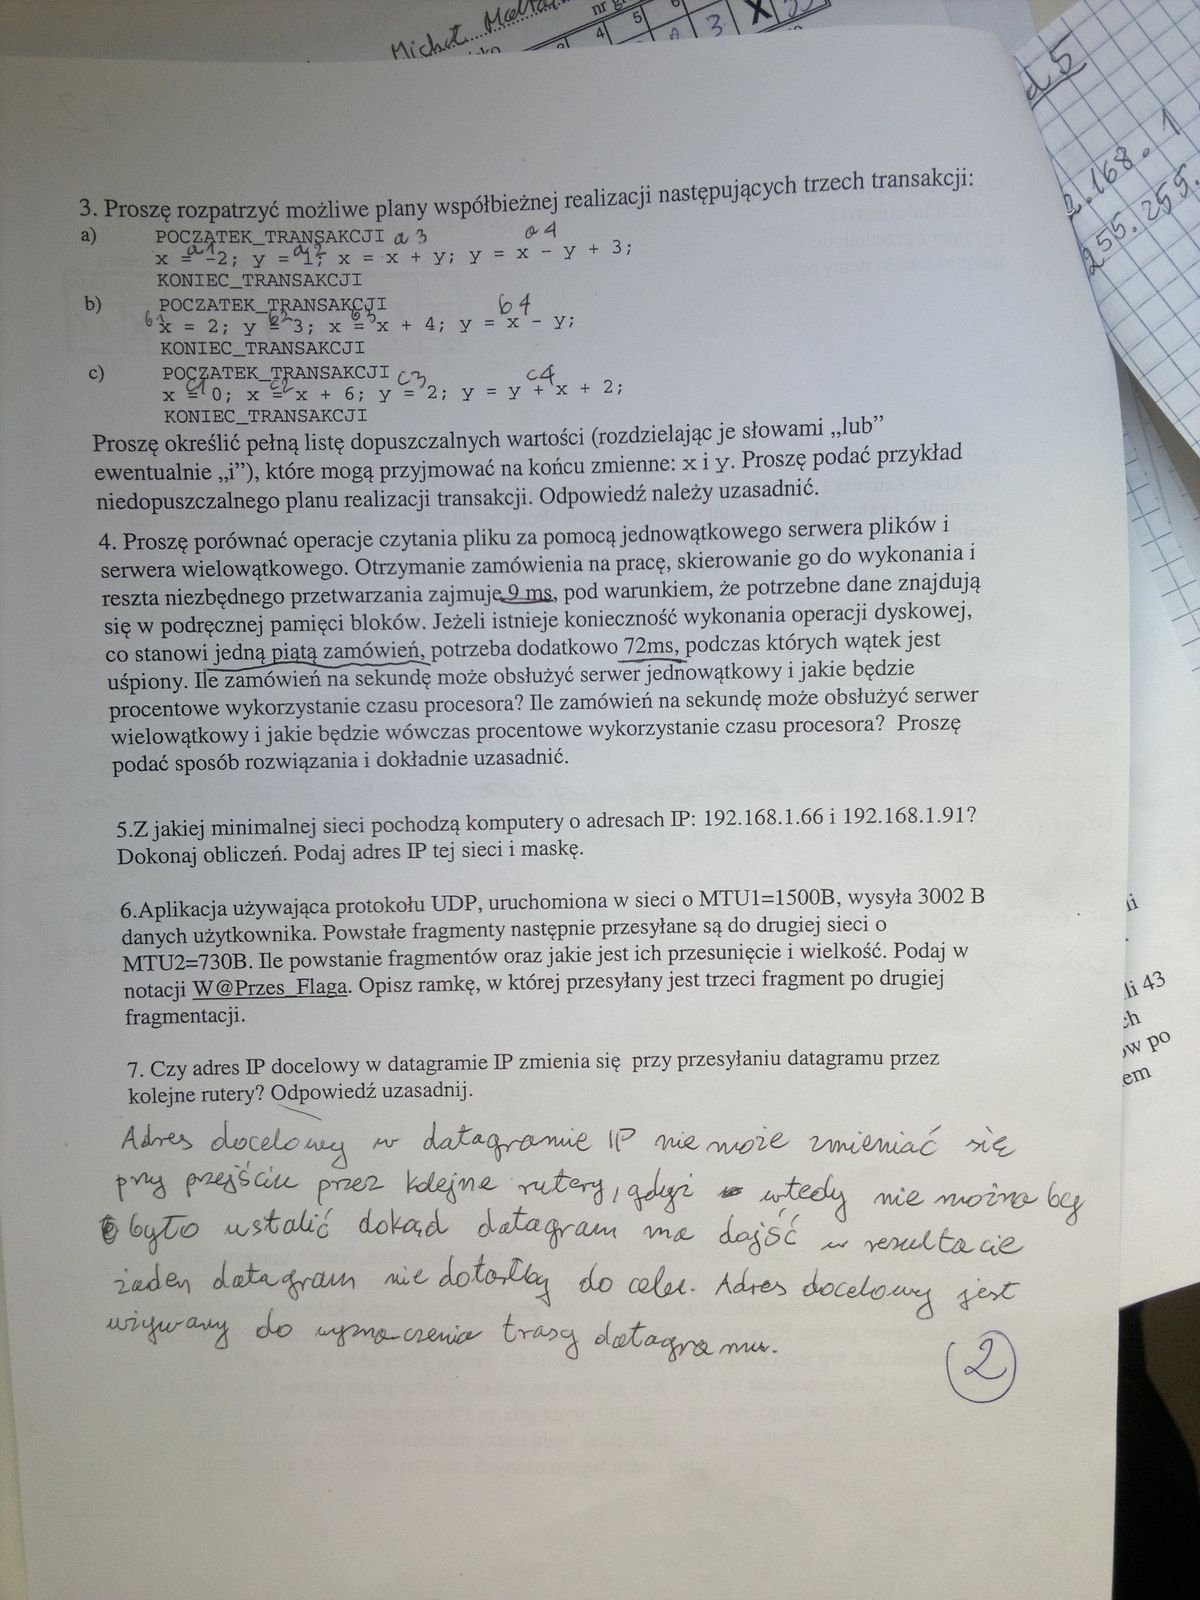 Michał
nr
4 5 6
A 3 X
d 5
2.168. 1
255.255.
3. Proszę rozpatrzyć możliwe plany współbieżnej realizacji następujących trzech transakcji:
a) POCZĄTEK_TRANSAKCJI a3 a4
a1 a2
x = -2; y = 1; x = x + y; y = x - y + 3;
KONIEC_TRANSAKCJI
b) POCZATEK_TRANSAKCJI b4
b1 b2 b3
x = 2; y = 3; x = x + 4; y = x - y;
KONIEC_TRANSAKCJI
c) POCZATEK_TRANSAKCJI c3 c4
c1 c2
x = 0; x = x + 6; y = 2; y = y + x + 2;
KONIEC_TRANSAKCJI
Proszę określić pełną listę dopuszczalnych wartości (rozdzielając je słowami „lub”
ewentualnie „i”), które mogą przyjmować na końcu zmienne: x i y. Proszę podać przykład
niedopuszczalnego planu realizacji transakcji. Odpowiedź należy uzasadnić.
4. Proszę porównać operacje czytania pliku za pomocą jednowątkowego serwera plików i
serwera wielowątkowego. Otrzymanie zamówienia na pracę, skierowanie go do wykonania i
reszta niezbędnego przetwarzania zajmuje 9 ms, pod warunkiem, że potrzebne dane znajdują
się w podręcznej pamięci bloków. Jeżeli istnieje konieczność wykonania operacji dyskowej,
co stanowi jedną piątą zamówień, potrzeba dodatkowo 72ms, podczas których wątek jest
uśpiony. Ile zamówień na sekundę może obsłużyć serwer jednowątkowy i jakie będzie
procentowe wykorzystanie czasu procesora? Ile zamówień na sekundę może obsłużyć serwer
wielowątkowy i jakie będzie wówczas procentowe wykorzystanie czasu procesora? Proszę
podać sposób rozwiązania i dokładnie uzasadnić.
5.Z jakiej minimalnej sieci pochodzą komputery o adresach IP: 192.168.1.66 i 192.168.1.91?
Dokonaj obliczeń. Podaj adres IP tej sieci i maskę.
6.Aplikacja używająca protokołu UDP, uruchomiona w sieci o MTU1=1500B, wysyła 3002 B
danych użytkownika. Powstałe fragmenty następnie przesyłane są do drugiej sieci o
MTU2=730B. Ile powstanie fragmentów oraz jakie jest ich przesunięcie i wielkość. Podaj w
notacji W@Przes_Flaga. Opisz ramkę, w której przesyłany jest trzeci fragment po drugiej
fragmentacji.
7. Czy adres IP docelowy w datagramie IP zmienia się przy przesyłaniu datagramu przez
kolejne rutery? Odpowiedź uzasadnij.
Adres docelowy w datagramie IP nie może zmieniać się
przy przejściu przez kolejne rutery, gdyż wtedy nie można by
było ustalić dokąd datagram ma dojść w rezultacie
żaden datagram nie dotarłby do celu. Adres docelowy jest
używany do wyznaczenia trasy datagramu.
2
li 43
ch
ów po
em